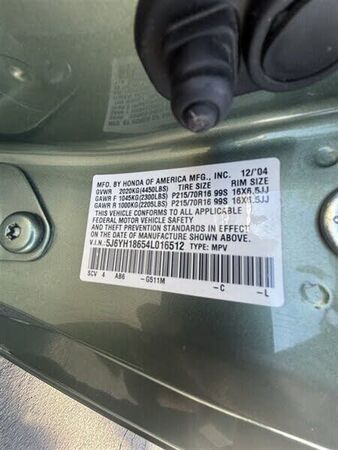 MFD. BY HONDA OF AMERICA MFG., INC. 12/'04
GVWR 2020KG(4450LBS) TIRE SIZE RIM SIZE
GAWR F 1045KG(2300LBS) P215/70R16 99S 16X6.5JJ
GAWR R 1000KG(2205LBS) P215/70R16 99S 16X6.5JJ
THIS VEHICLE CONFORMS TO ALL APPLICABLE
FEDERAL MOTOR VEHICLE SAFETY
AND THEFT PREVENTION STANDARDS IN EFFECT
ON THE DATE OF MANUFACTURE SHOWN ABOVE.
V.I.N.: 5J6YH18654L016512 TYPE: MPV
SCV 4 AB6 -G511M -C -L